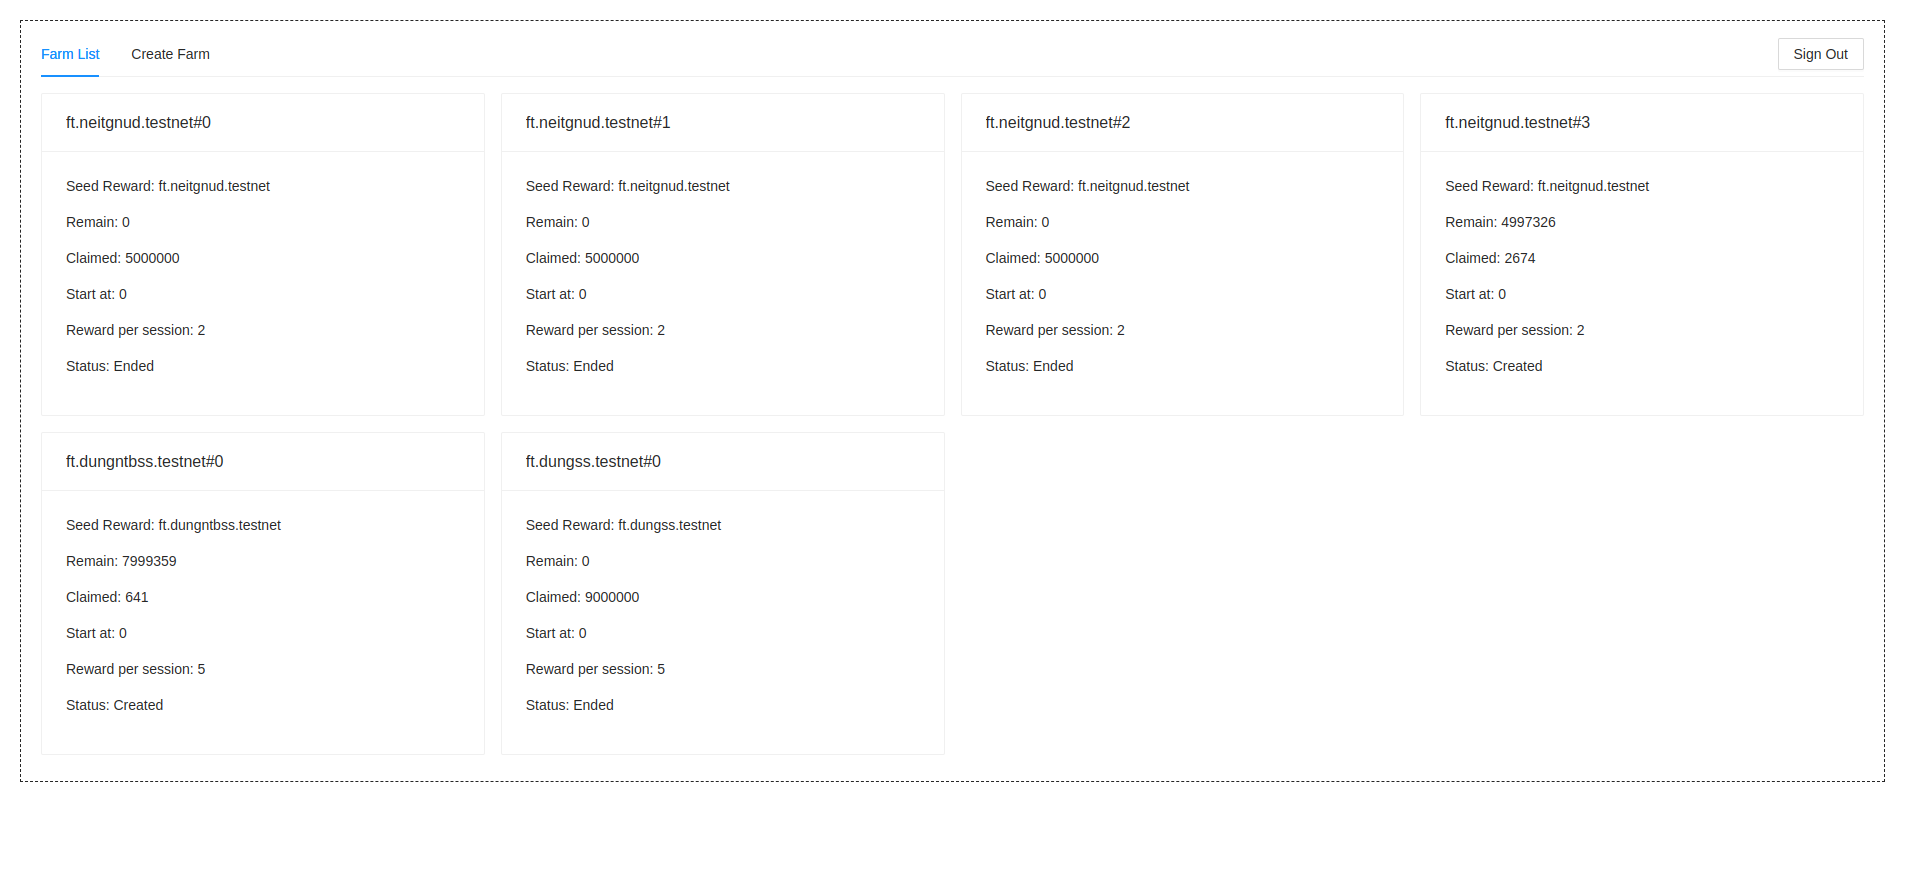 Farm List
Create Farm
Sign Out
ft.neitgnud.testnet#0
Seed Reward: ft.neitgnud.testnet
Remain: 0
Claimed: 5000000
Start at: 0
Reward per session: 2
Status: Ended
ft.neitgnud.testnet#1
Seed Reward: ft.neitgnud.testnet
Remain: 0
Claimed: 5000000
Start at: 0
Reward per session: 2
Status: Ended
ft.neitgnud.testnet#2
Seed Reward: ft.neitgnud.testnet
Remain: 0
Claimed: 5000000
Start at: 0
Reward per session: 2
Status: Ended
ft.neitgnud.testnet#3
Seed Reward: ft.neitgnud.testnet
Remain: 4997326
Claimed: 2674
Start at: 0
Reward per session: 2
Status: Created
ft.dungntbss.testnet#0
Seed Reward: ft.dungntbss.testnet
Remain: 7999359
Claimed: 641
Start at: 0
Reward per session: 5
Status: Created
ft.dungss.testnet#0
Seed Reward: ft.dungss.testnet
Remain: 0
Claimed: 9000000
Start at: 0
Reward per session: 5
Status: Ended